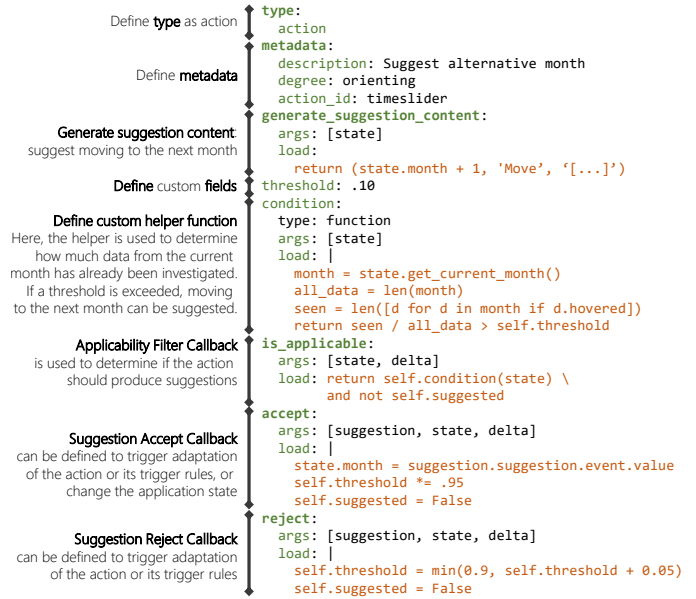 Define type as action
type:
action
Define metadata
metadata:
description: Suggest alternative month
degree: orienting
action_id: timeslider
Generate suggestion content:
suggest moving to the next month
generate_suggestion_content:
args: [state]
load:
return (state.month + 1, 'Move’, ‘[...]’)
Define custom fields
threshold: .10
Define custom helper function
Here, the helper is used to determine
how much data from the current
month has already been investigated.
If a threshold is exceeded, moving
to the next month can be suggested.
condition:
type: function
args: [state]
load: |
month = state.get_current_month()
all_data = len(month)
seen = len([d for d in month if d.hovered])
return seen / all_data > self.threshold
Applicability Filter Callback
is used to determine if the action
should produce suggestions
is_applicable:
args: [state, delta]
load: return self.condition(state) \
and not self.suggested
Suggestion Accept Callback
can be defined to trigger adaptation
of the action or its trigger rules, or
change the application state
accept:
args: [suggestion, state, delta]
load: |
state.month = suggestion.suggestion.event.value
self.threshold *= .95
self.suggested = False
Suggestion Reject Callback
can be defined to trigger adaptation
of the action or its trigger rules
reject:
args: [suggestion, state, delta]
load: |
self.threshold = min(0.9, self.threshold + 0.05)
self.suggested = False